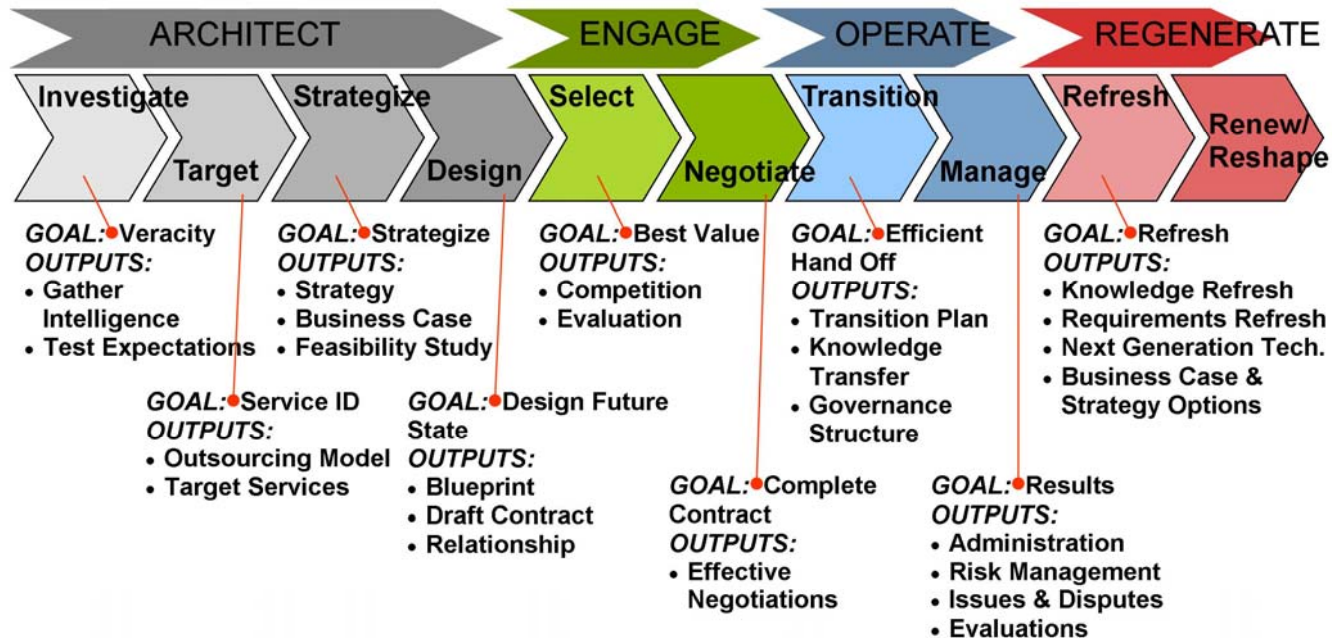 ARCHITECT
ENGAGE
OPERATE
REGENERATE
Investigate
Target
Strategize
Design
Select
Negotiate
Transition
Manage
Refresh
Renew/
Reshape
GOAL: Veracity
OUTPUTS:
• Gather
Intelligence
• Test Expectations
GOAL: Service ID
OUTPUTS:
• Outsourcing Model
• Target Services
GOAL: Strategize
OUTPUTS:
• Strategy
• Business Case
• Feasibility Study
GOAL: Design Future
State
OUTPUTS:
• Blueprint
• Draft Contract
• Relationship
GOAL: Best Value
OUTPUTS:
• Competition
• Evaluation
GOAL: Complete
Contract
OUTPUTS:
• Effective
Negotiations
GOAL: Efficient
Hand Off
OUTPUTS:
• Transition Plan
• Knowledge
Transfer
• Governance
Structure
GOAL: Results
OUTPUTS:
• Administration
• Risk Management
• Issues & Disputes
• Evaluations
GOAL: Refresh
OUTPUTS:
• Knowledge Refresh
• Requirements Refresh
• Next Generation Tech.
• Business Case &
Strategy Options